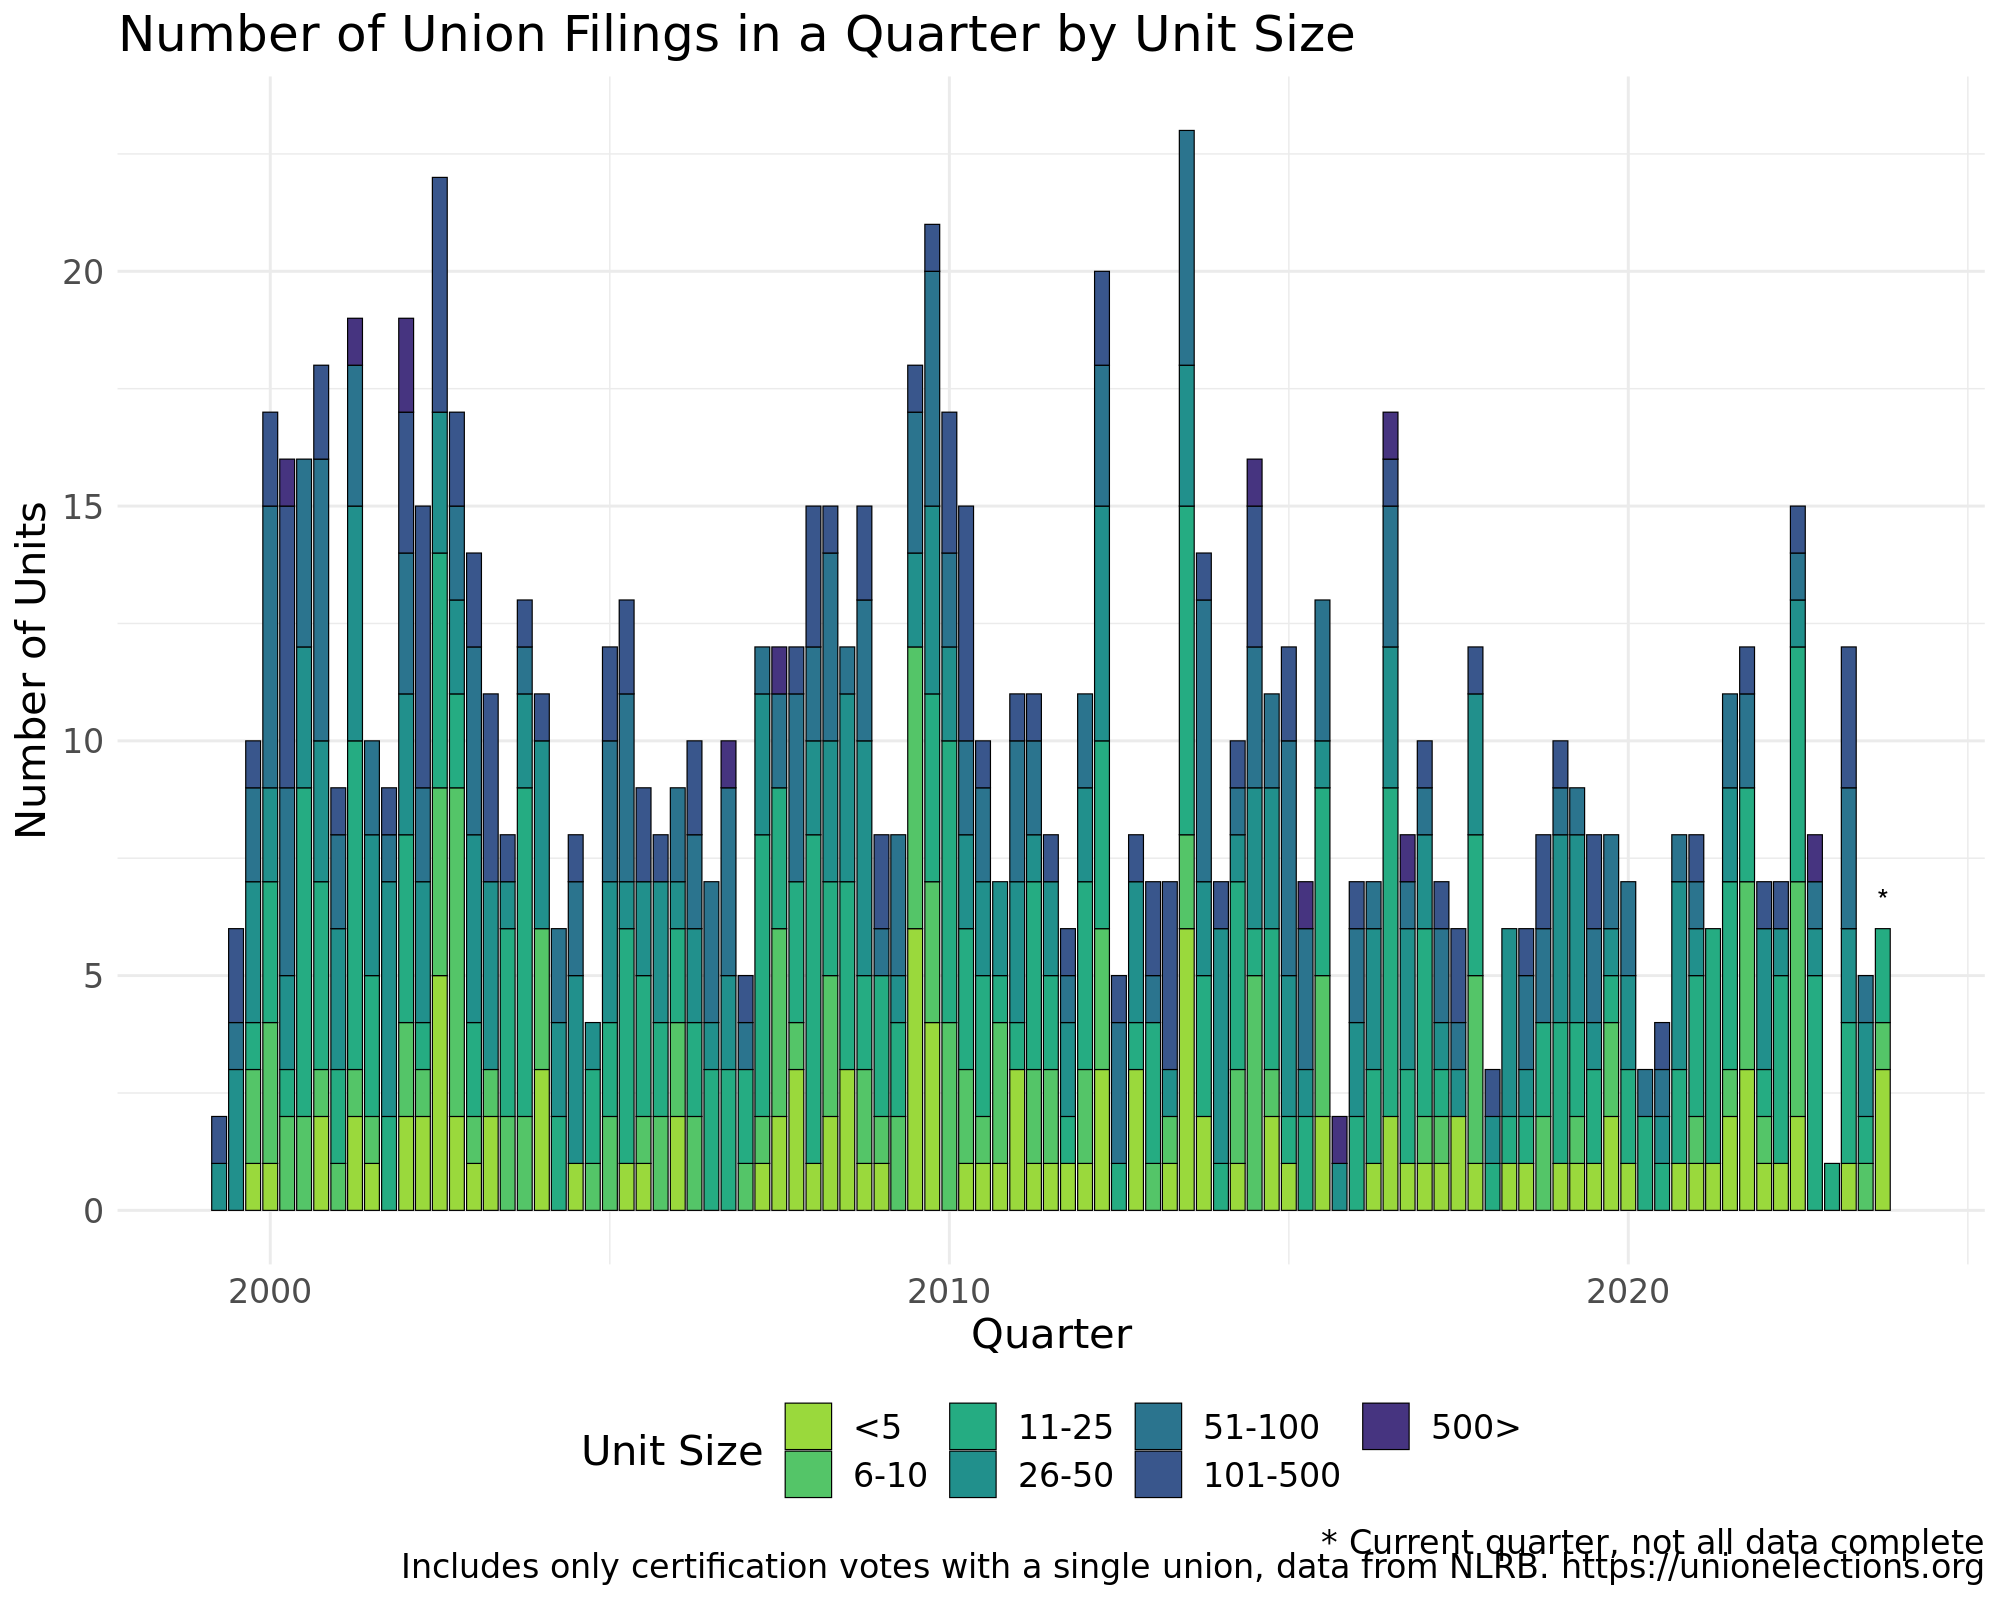 Number of Union Filings in a Quarter by Unit Size
Number of Units
20
15
10
5
0
*
2000 2010 2020
Quarter
Unit Size
<5 11-25 51-100 500>
6-10 26-50 101-500
* Current quarter, not all data complete
Includes only certification votes with a single union, data from NLRB. https://unionelections.org